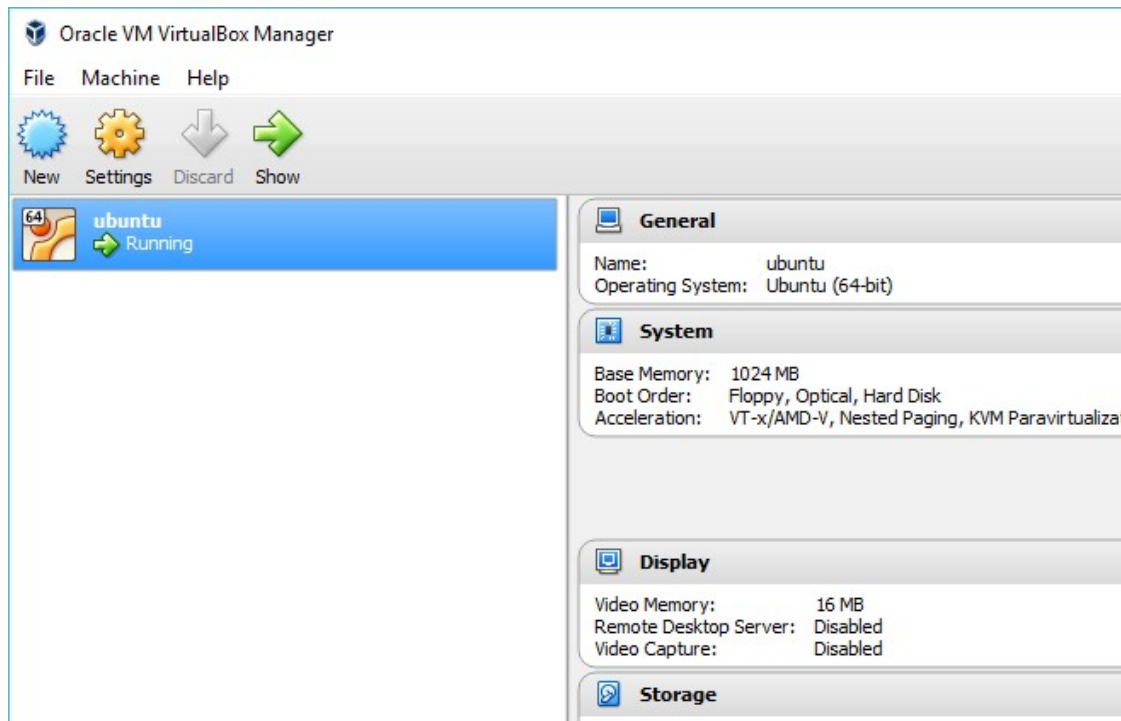 Oracle VM VirtualBox Manager
File Machine Help
New Settings Discard Show
64
ubuntu
Running
General
Name: ubuntu
Operating System: Ubuntu (64-bit)
System
Base Memory: 1024 MB
Boot Order: Floppy, Optical, Hard Disk
Acceleration: VT-x/AMD-V, Nested Paging, KVM Paravirtualizat
Display
Video Memory: 16 MB
Remote Desktop Server: Disabled
Video Capture: Disabled
Storage